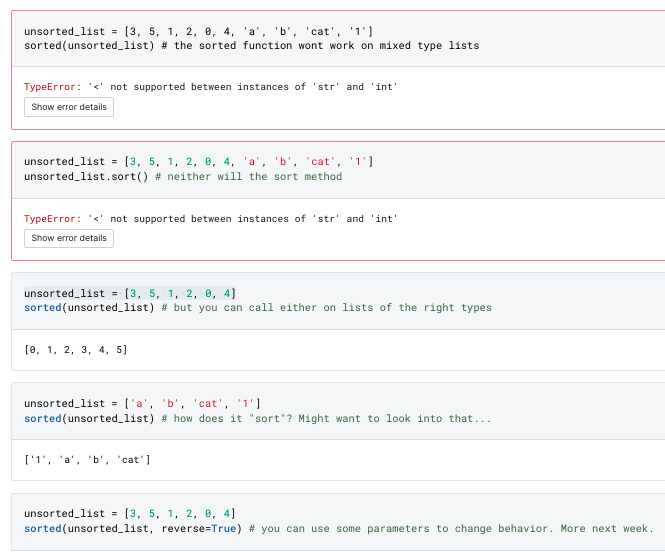 unsorted_list = [3, 5, 1, 2, 0, 4, 'a', 'b', 'cat', '1']
sorted(unsorted_list) # the sorted function wont work on mixed type lists
TypeError: '<' not supported between instances of 'str' and 'int'
Show error details
unsorted_list = [3, 5, 1, 2, 0, 4, 'a', 'b', 'cat', '1']
unsorted_list.sort() # neither will the sort method
TypeError: '<' not supported between instances of 'str' and 'int'
Show error details
unsorted_list = [3, 5, 1, 2, 0, 4]
sorted(unsorted_list) # but you can call either on lists of the right types
[0, 1, 2, 3, 4, 5]
unsorted_list = ['a', 'b', 'cat', '1']
sorted(unsorted_list) # how does it "sort"? Might want to look into that...
['1', 'a', 'b', 'cat']
unsorted_list = [3, 5, 1, 2, 0, 4]
sorted(unsorted_list, reverse=True) # you can use some parameters to change behavior. More next week.